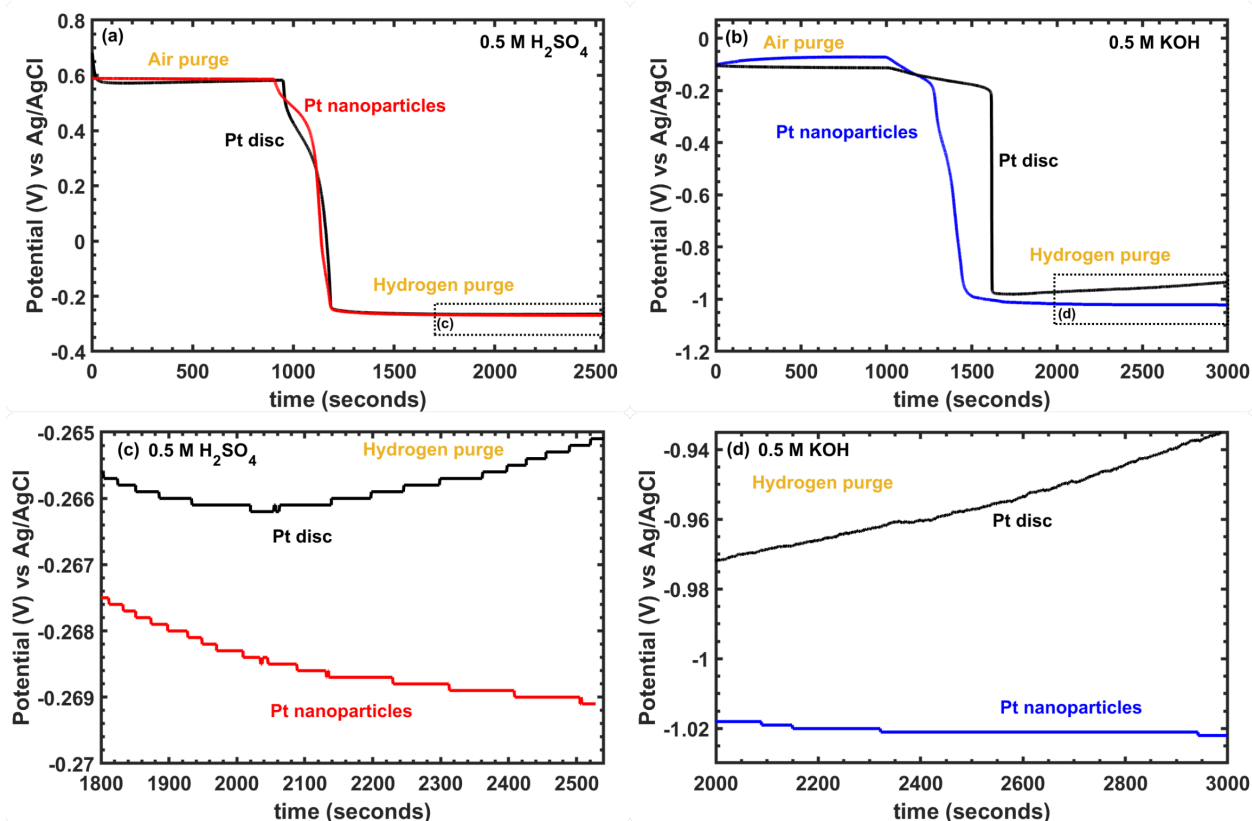 (a)
0.5 M H₂SO₄
Air purge
Pt nanoparticles
Pt disc
Hydrogen purge
(c)
0.8
0.6
0.4
0.2
0
-0.2
-0.4
0
500
1000
1500
2000
2500
Potential (V) vs Ag/AgCl
time (seconds)
(b)
0.5 M KOH
Air purge
Pt nanoparticles
Pt disc
Hydrogen purge
(d)
0
-0.2
-0.4
-0.6
-0.8
-1.0
-1.2
0
500
1000
1500
2000
2500
3000
Potential (V) vs Ag/AgCl
time (seconds)
(c) 0.5 M H₂SO₄
Hydrogen purge
Pt disc
Pt nanoparticles
-0.265
-0.266
-0.267
-0.268
-0.269
-0.27
1800
1900
2000
2100
2200
2300
2400
2500
Potential (V) vs Ag/AgCl
time (seconds)
(d) 0.5 M KOH
Hydrogen purge
Pt disc
Pt nanoparticles
-0.94
-0.96
-0.98
-1
-1.02
2000
2200
2400
2600
2800
3000
Potential (V) vs Ag/AgCl
time (seconds)